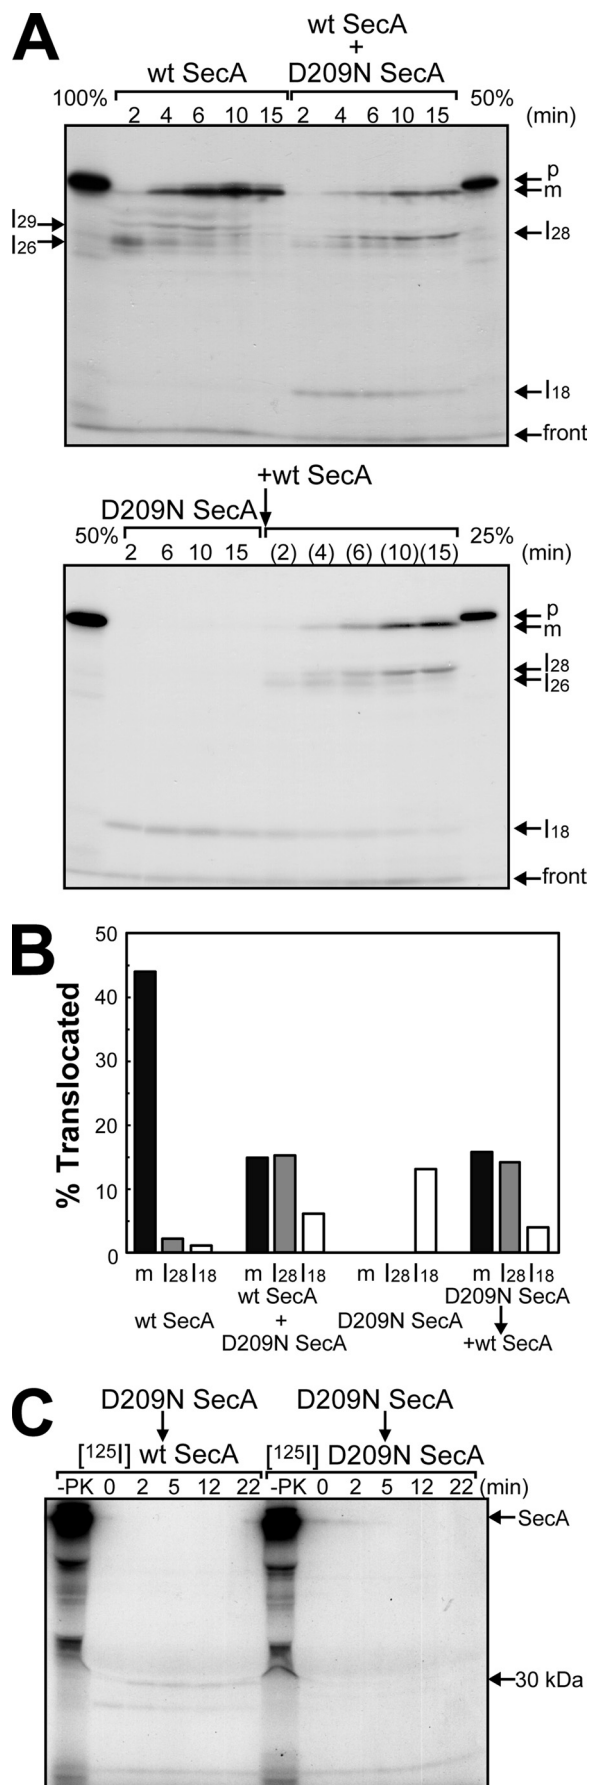 A
wt SecA
+
wt SecA D209N SecA
100% 50%
2 4 6 10 15 2 4 6 10 15 (min)
p
m
I29
I28
I26
I18
front
+wt SecA
D209N SecA
50% 25%
2 6 10 15 (2) (4) (6) (10) (15) (min)
p
m
I28
I26
I18
front
B
% Translocated
50
40
30
20
10
0
m I28 I18 m I28 I18 m I28 I18 m I28 I18
wt SecA D209N SecA
wt SecA + D209N SecA
D209N SecA +wt SecA
C
D209N SecA D209N SecA
[125I] wt SecA [125I] D209N SecA
-PK 0 2 5 12 22 -PK 0 2 5 12 22 (min)
SecA
30 kDa